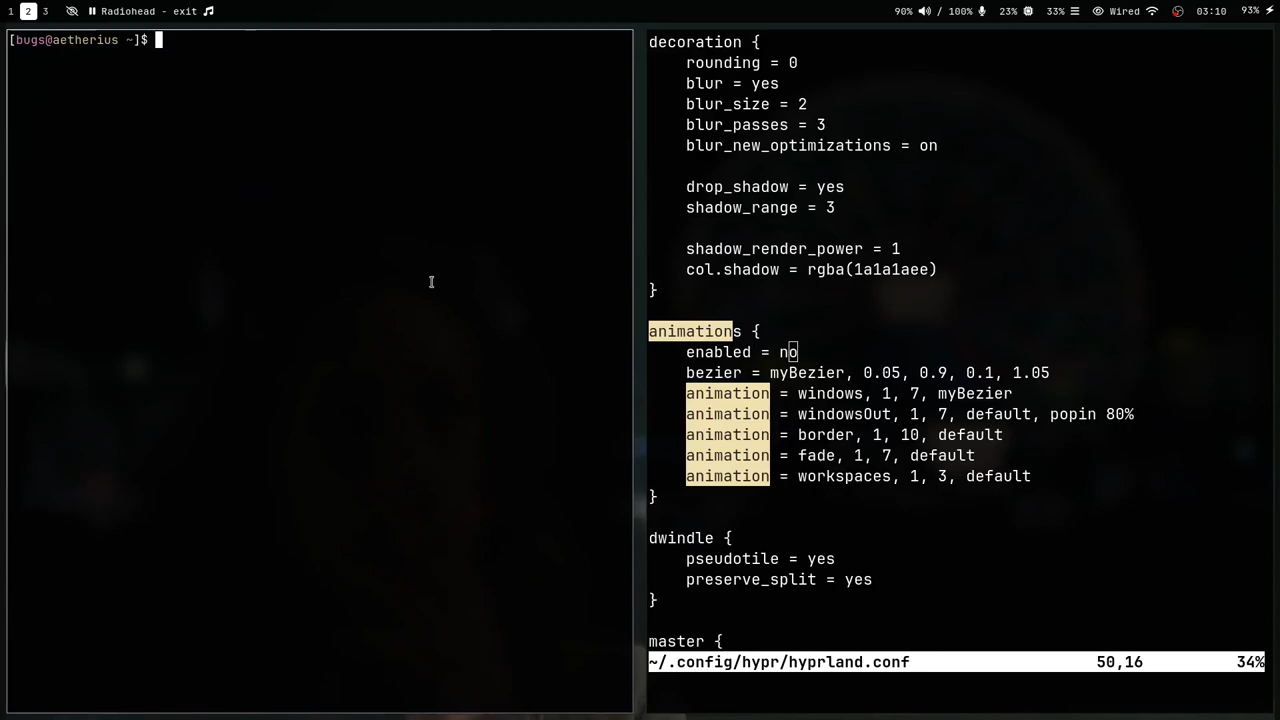 1 2 3 Radiohead - exit 90% / 100% 23% 33% Wired 03:10 93%
[bugs@aetherius ~]$
decoration {
rounding = 0
blur = yes
blur_size = 2
blur_passes = 3
blur_new_optimizations = on
drop_shadow = yes
shadow_range = 3
shadow_render_power = 1
col.shadow = rgba(1a1a1aee)
}
animations {
enabled = no
bezier = myBezier, 0.05, 0.9, 0.1, 1.05
animation = windows, 1, 7, myBezier
animation = windowsOut, 1, 7, default, popin 80%
animation = border, 1, 10, default
animation = fade, 1, 7, default
animation = workspaces, 1, 3, default
}
dwindle {
pseudotile = yes
preserve_split = yes
}
master {
~/.config/hypr/hyprland.conf 50,16 34%